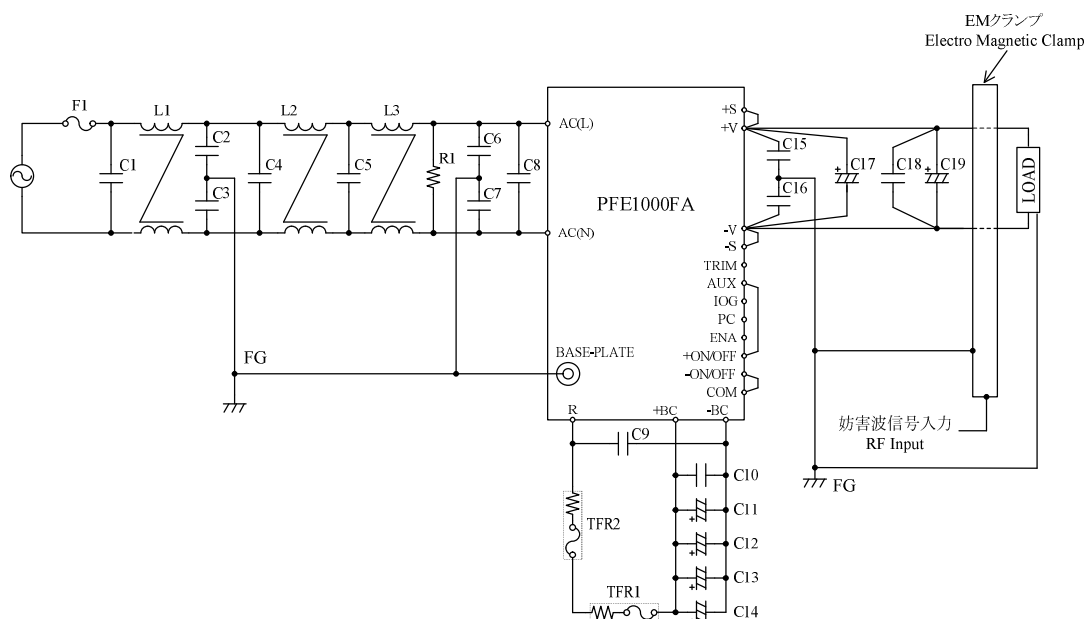 EMクランプ
Electro Magnetic Clamp
F1
L1
L2
L3
C1
C2
C3
C4
C5
R1
C6
C7
C8
AC(L)
AC(N)
PFE1000FA
BASE-PLATE
FG
R
+BC
-BC
+S
+V
-V
-S
TRIM
AUX
IOG
PC
ENA
+ON/OFF
-ON/OFF
COM
C15
C16
+
C17
C18
+
C19
LOAD
妨害波信号入力
RF Input
FG
C9
C10
+
C11
+
C12
+
C13
C14
TFR2
TFR1